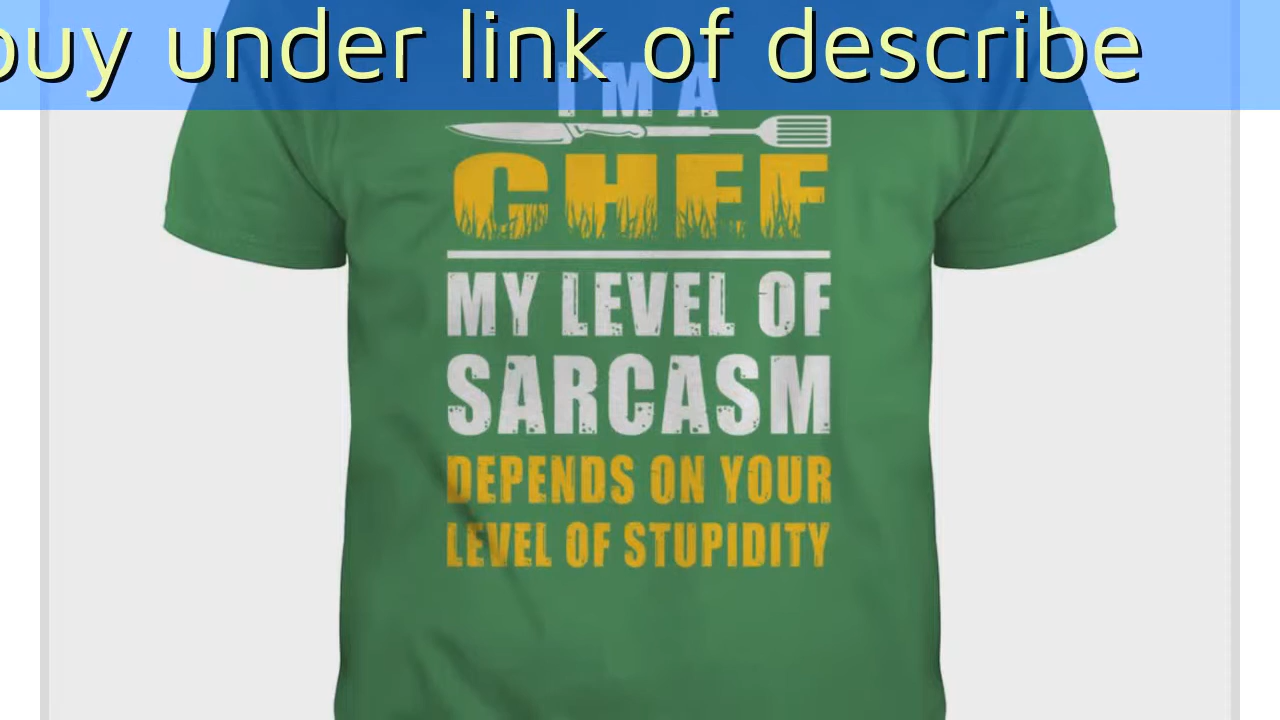 buy under link of describe
I'M A
CHEF
MY LEVEL OF
SARCASM
DEPENDS ON YOUR
LEVEL OF STUPIDITY